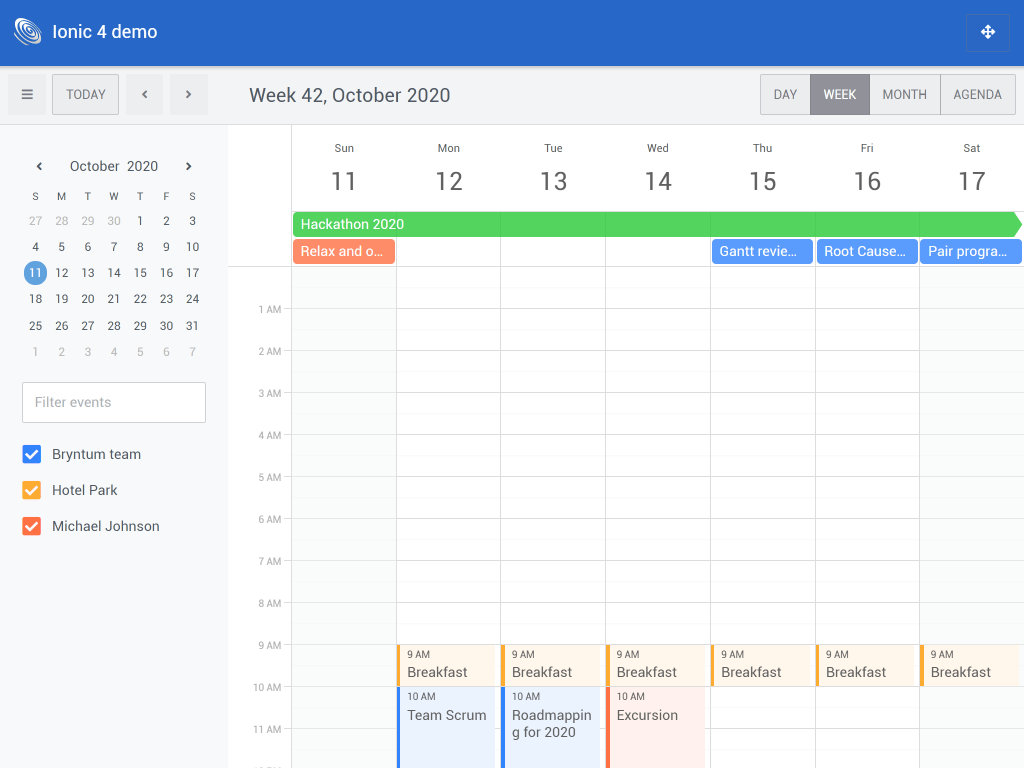 Ionic 4 demo
TODAY
Week 42, October 2020
DAY WEEK MONTH AGENDA
October 2020
S M T W T F S
27 28 29 30 1 2 3
4 5 6 7 8 9 10
11 12 13 14 15 16 17
18 19 20 21 22 23 24
25 26 27 28 29 30 31
1 2 3 4 5 6 7
Filter events
Bryntum team
Hotel Park
Michael Johnson
Sun Mon Tue Wed Thu Fri Sat
11 12 13 14 15 16 17
Hackathon 2020
Relax and o... Gantt revie... Root Cause... Pair progra...
1 AM
2 AM
3 AM
4 AM
5 AM
6 AM
7 AM
8 AM
9 AM
9 AM 9 AM 9 AM 9 AM 9 AM 9 AM
Breakfast Breakfast Breakfast Breakfast Breakfast Breakfast
10 AM
10 AM 10 AM 10 AM
Team Scrum Roadmappin Excursion
g for 2020
11 AM